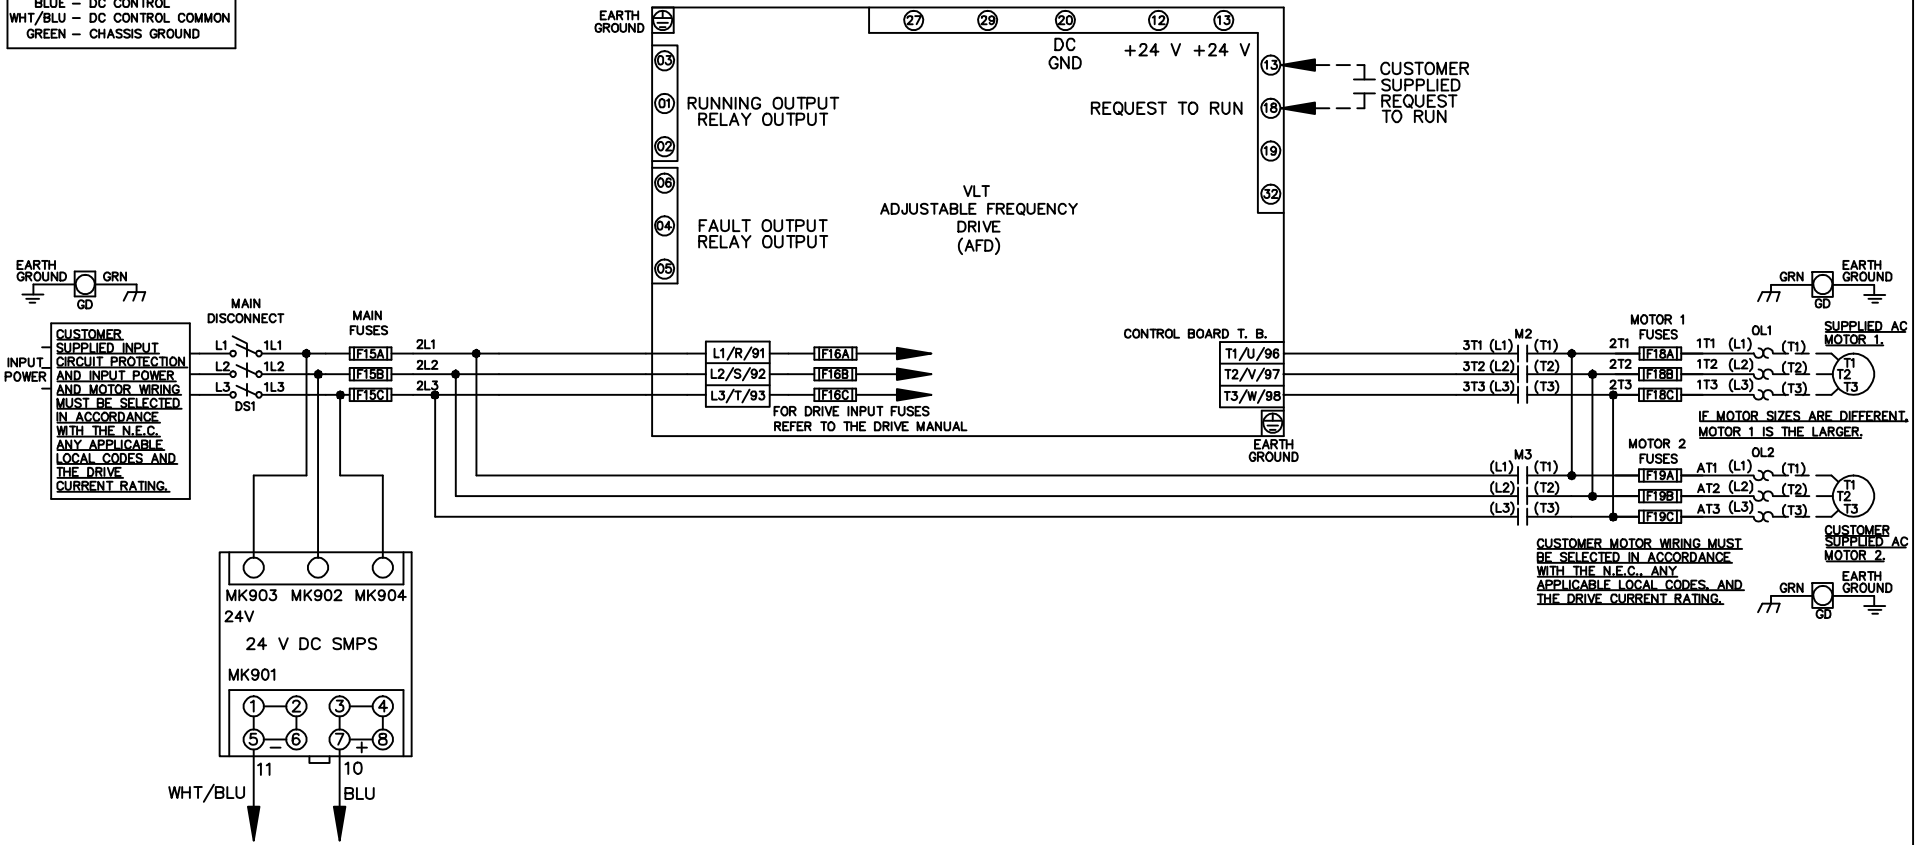 BLUE - DC CONTROL
WHT/BLU - DC CONTROL COMMON
GREEN - CHASSIS GROUND
EARTH
GROUND
27 29 20 12 13
DC
GND
+24 V +24 V
03
01
02
RUNNING OUTPUT
RELAY OUTPUT
06
04
05
FAULT OUTPUT
RELAY OUTPUT
13
18
19
32
REQUEST TO RUN
CUSTOMER
SUPPLIED
REQUEST
TO RUN
VLT
ADJUSTABLE FREQUENCY
DRIVE
(AFD)
EARTH
GROUND
GRN
GD
INPUT
POWER
CUSTOMER
SUPPLIED INPUT
CIRCUIT PROTECTION
AND INPUT POWER
AND MOTOR WIRING
MUST BE SELECTED
IN ACCORDANCE
WITH THE N.E.C.
ANY APPLICABLE
LOCAL CODES AND
THE DRIVE
CURRENT RATING.
MAIN
DISCONNECT
L1 1L1
L2 1L2
L3 1L3
DS1
MAIN
FUSES
F15A
F15B
F15C
2L1
2L2
2L3
L1/R/91
L2/S/92
L3/T/93
F16A
F16B
F16C
FOR DRIVE INPUT FUSES
REFER TO THE DRIVE MANUAL
CONTROL BOARD T. B.
T1/U/96
T2/V/97
T3/W/98
EARTH
GROUND
M2
3T1 (L1) (T1)
3T2 (L2) (T2)
3T3 (L3) (T3)
MOTOR 1
FUSES
2T1 F18A 1T1 (L1)
2T2 F18B 1T2 (L2)
2T3 F18C 1T3 (L3)
OL1
(T1)
(T2)
(T3)
GRN
GD
EARTH
GROUND
SUPPLIED AC
MOTOR 1.
T1
T2
T3
IF MOTOR SIZES ARE DIFFERENT,
MOTOR 1 IS THE LARGER.
M3
(L1) (T1)
(L2) (T2)
(L3) (T3)
MOTOR 2
FUSES
F19A AT1 (L1)
F19B AT2 (L2)
F19C AT3 (L3)
OL2
(T1)
(T2)
(T3)
T1
T2
T3
CUSTOMER
SUPPLIED AC
MOTOR 2.
CUSTOMER MOTOR WIRING MUST
BE SELECTED IN ACCORDANCE
WITH THE N.E.C., ANY
APPLICABLE LOCAL CODES, AND
THE DRIVE CURRENT RATING.
GRN
GD
EARTH
GROUND
MK903 MK902 MK904
24V
24 V DC SMPS
MK901
1 2 3 4
5 - 6 7 + 8
11 10
WHT/BLU BLU